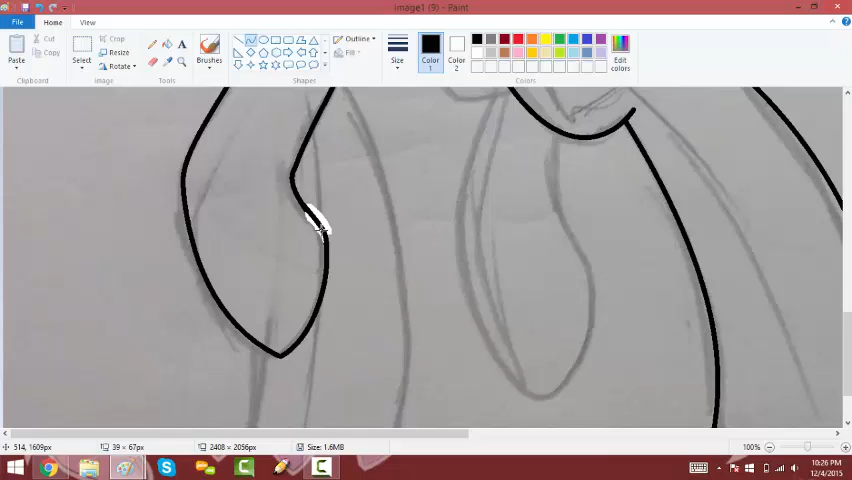 image1 (9) - Paint
File
Home
View
Paste
Cut
Copy
Clipboard
Select
Crop
Resize
Rotate
Image
A
Tools
Brushes
Outline
Fill
Shapes
Size
Color 1
Color 2
Edit colors
Colors
514, 1609px
39 × 67px
2408 × 2056px
Size: 1.6MB
100%
10:26 PM
12/4/2015